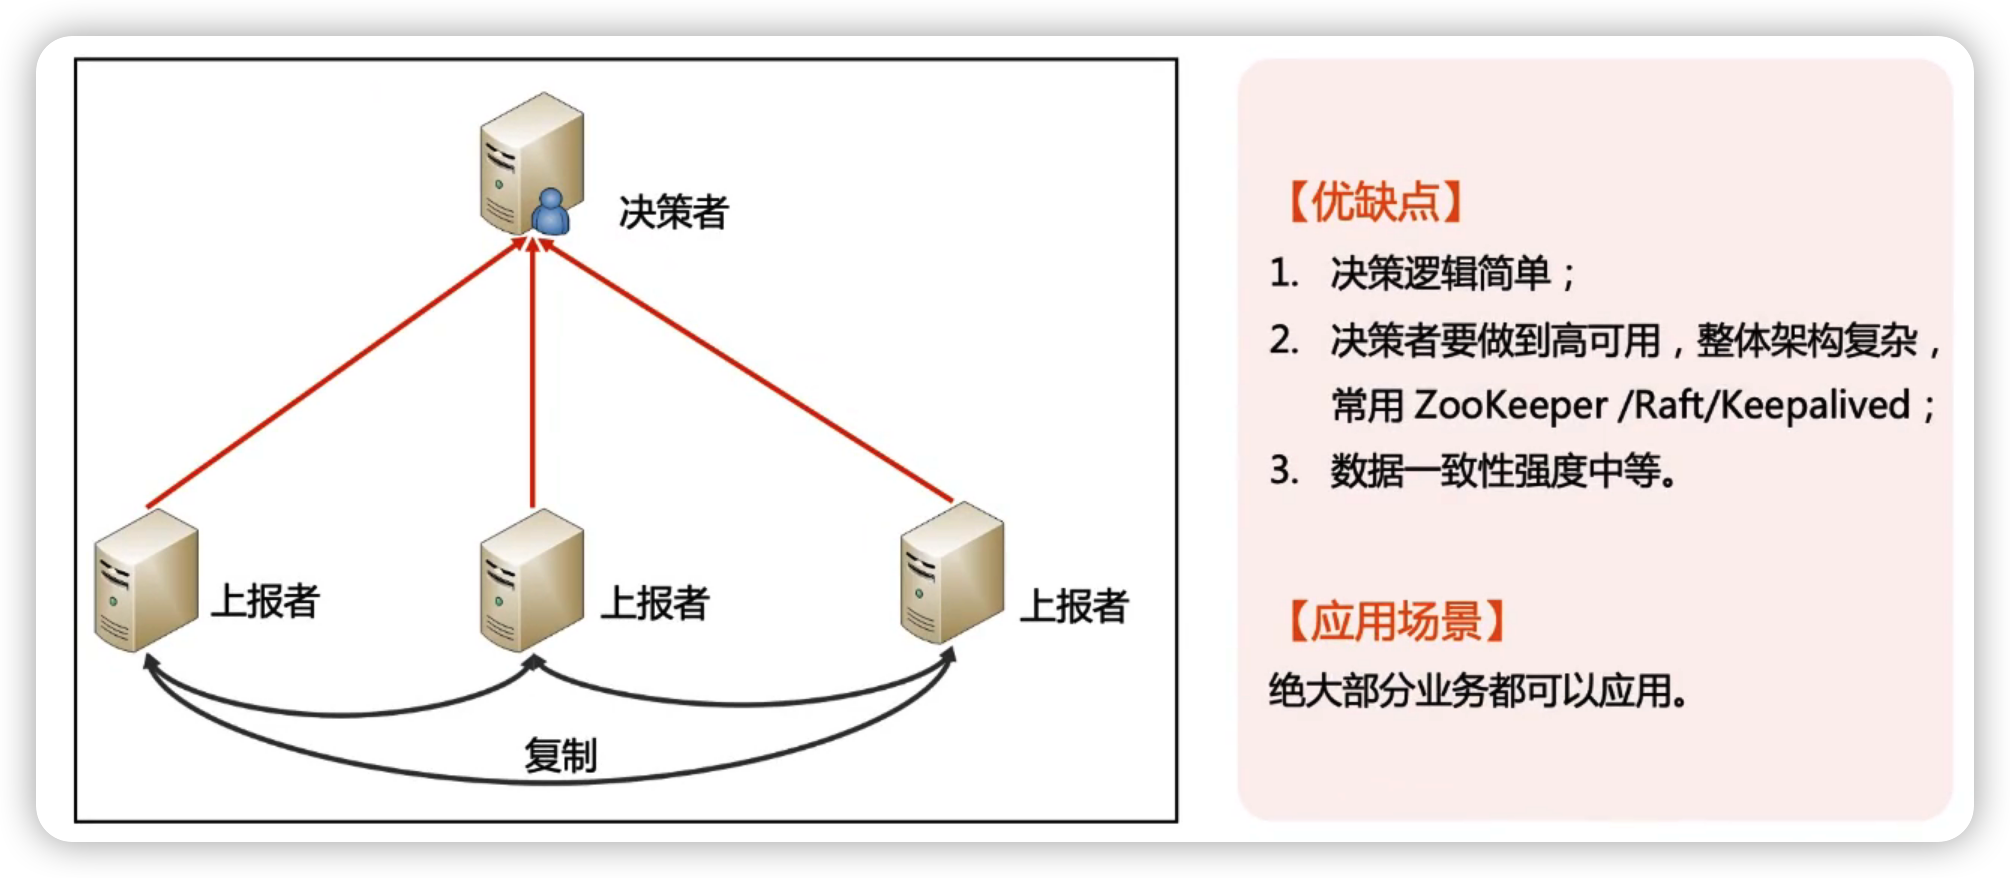 决策者
上报者
上报者
上报者
复制
【优缺点】
1. 决策逻辑简单；
2. 决策者要做到高可用，整体架构复杂，
常用 ZooKeeper /Raft/Keepalived；
3. 数据一致性强度中等。
【应用场景】
绝大部分业务都可以应用。